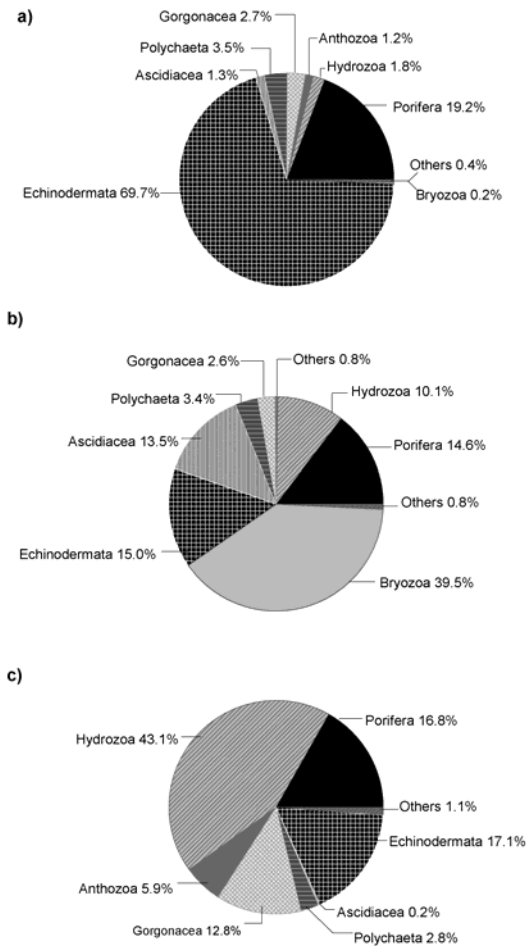 a)
Gorgonacea 2.7%
Anthozoa 1.2%
Polychaeta 3.5%
Hydrozoa 1.8%
Ascidiacea 1.3%
Porifera 19.2%
Others 0.4%
Echinodermata 69.7%
Bryozoa 0.2%
b)
Gorgonacea 2.6%
Others 0.8%
Hydrozoa 10.1%
Polychaeta 3.4%
Ascidiacea 13.5%
Porifera 14.6%
Others 0.8%
Echinodermata 15.0%
Bryozoa 39.5%
c)
Porifera 16.8%
Hydrozoa 43.1%
Others 1.1%
Echinodermata 17.1%
Anthozoa 5.9%
Ascidiacea 0.2%
Gorgonacea 12.8%
Polychaeta 2.8%